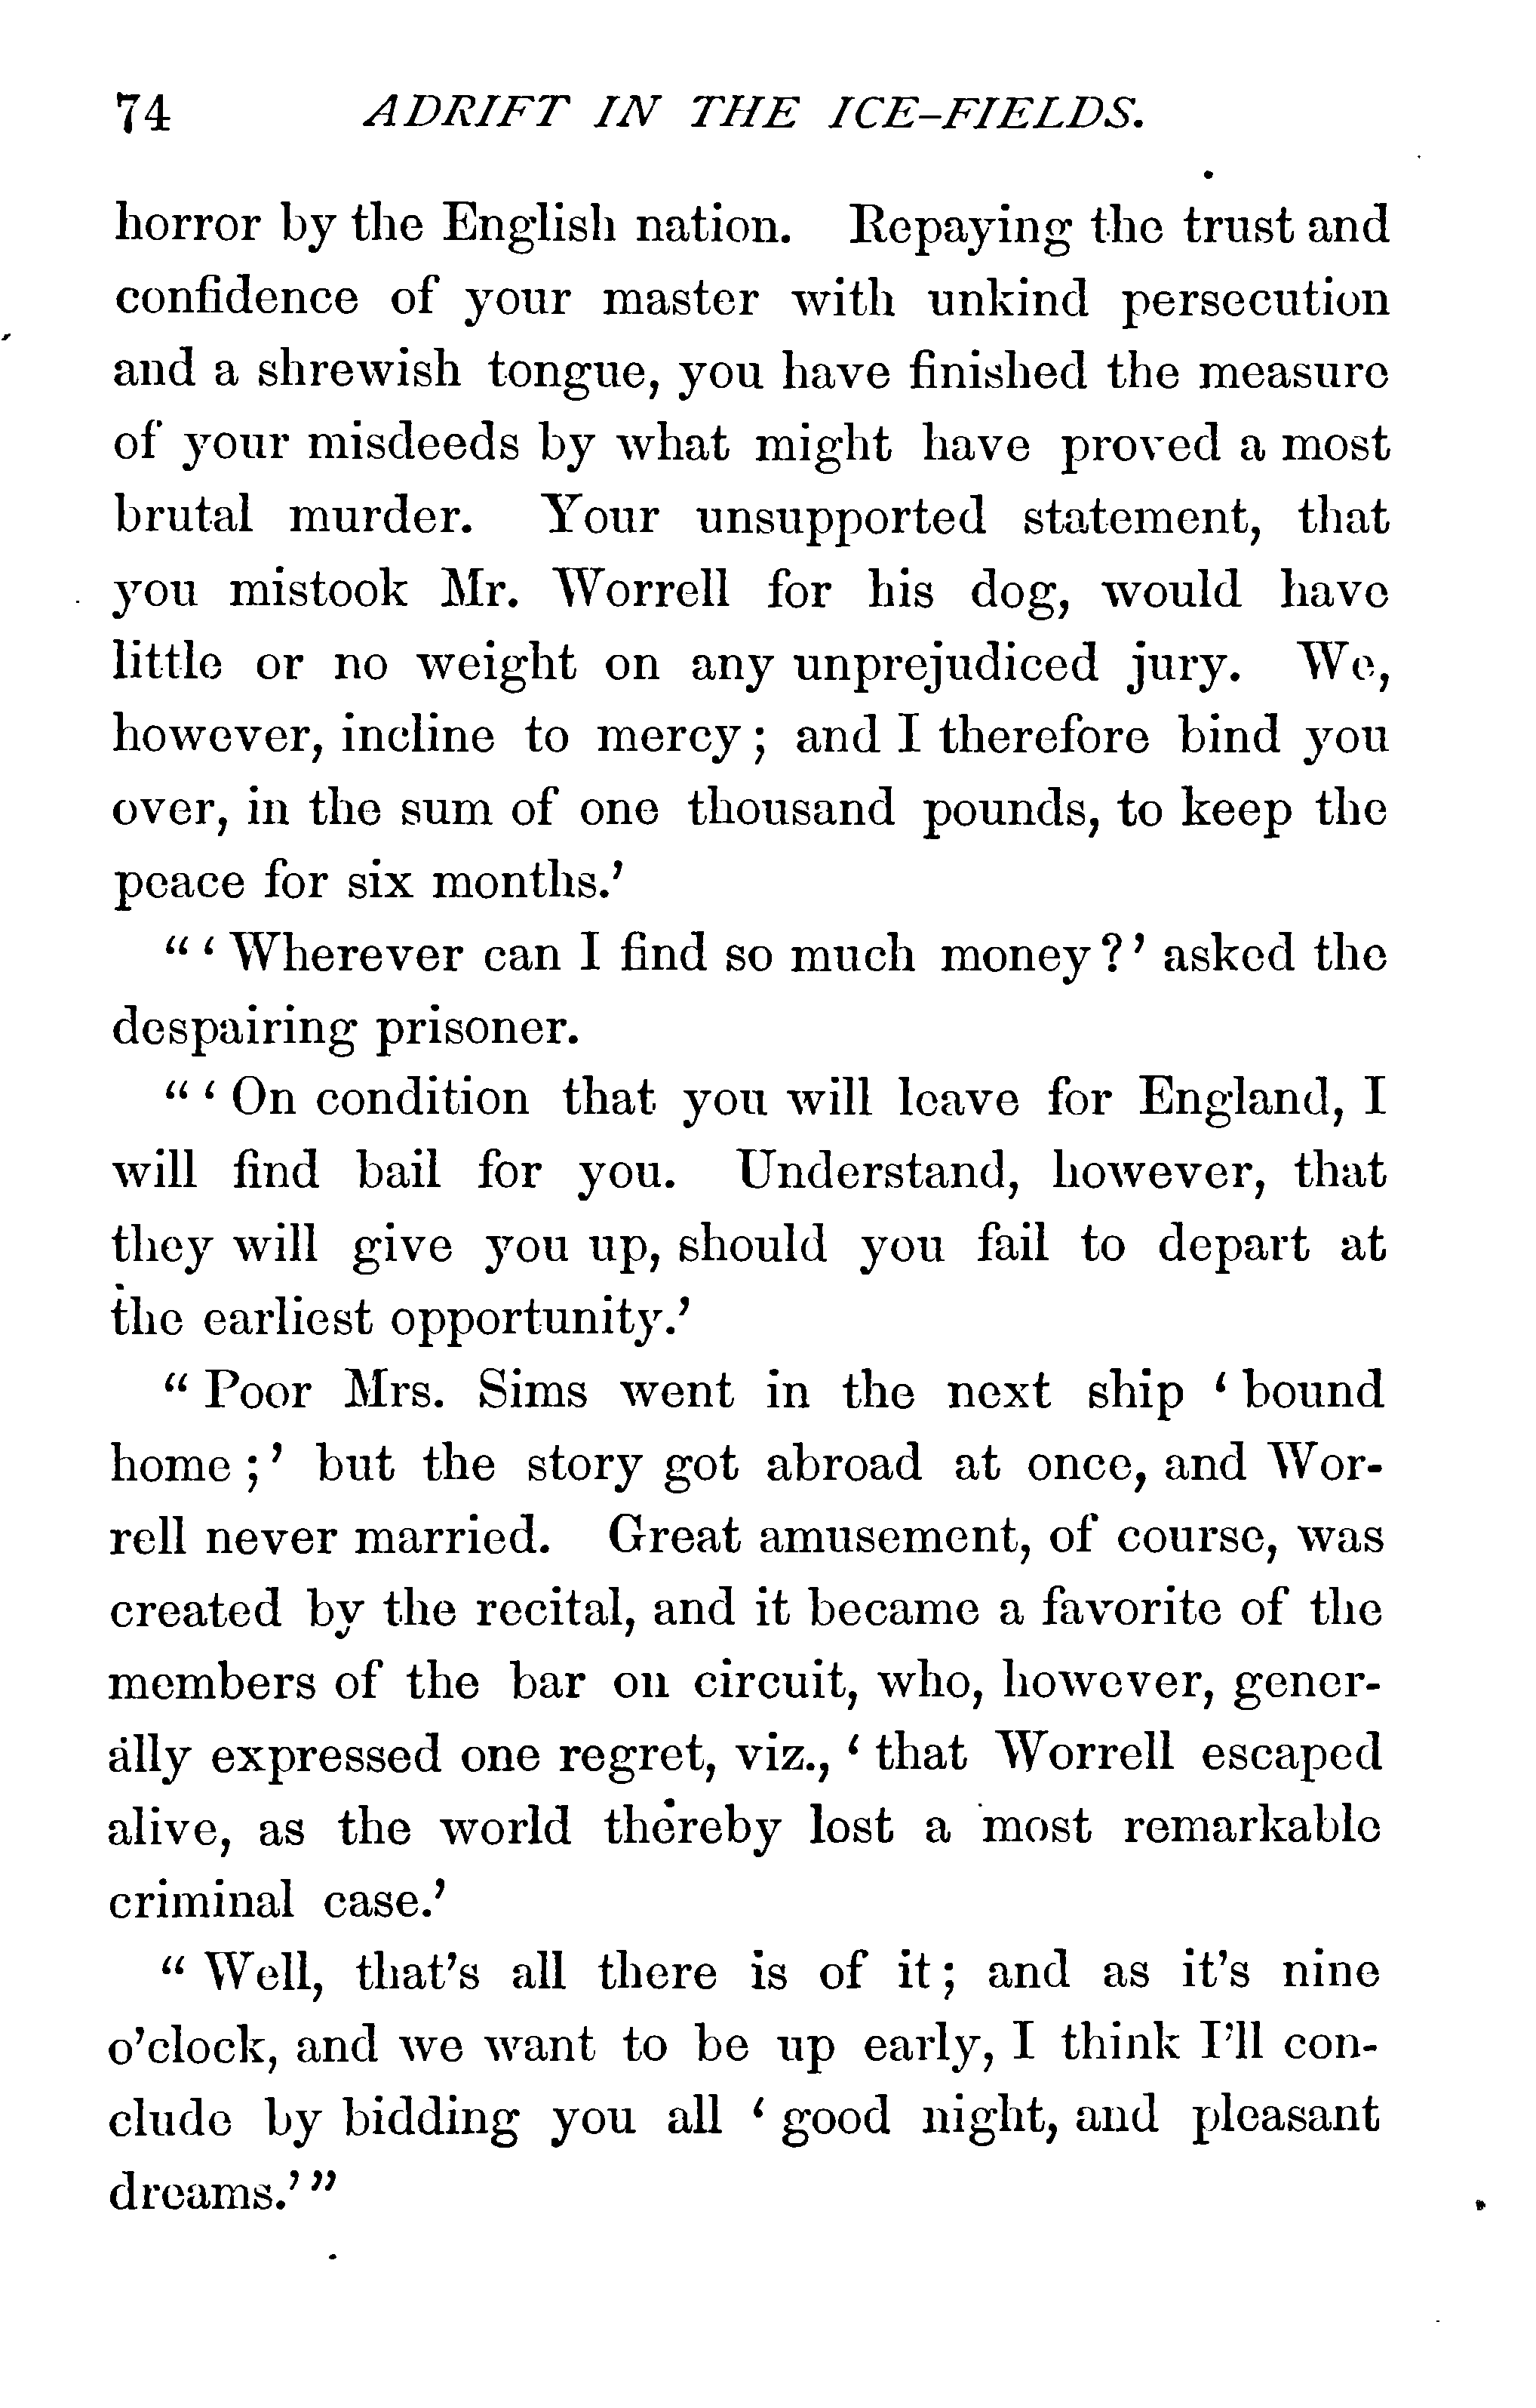 74 ADRIFT IN THE ICE-FIELDS.
horror by the English nation. Repaying the trust and
confidence of your master with unkind persecution
and a shrewish tongue, you have finished the measure
of your misdeeds by what might have proved a most
brutal murder. Your unsupported statement, that
you mistook Mr. Worrell for his dog, would have
little or no weight on any unprejudiced jury. We,
however, incline to mercy; and I therefore bind you
over, in the sum of one thousand pounds, to keep the
peace for six months.’
“‘Wherever can I find so much money?’ asked the
despairing prisoner.
“‘On condition that you will leave for England, I
will find bail for you. Understand, however, that
they will give you up, should you fail to depart at
the earliest opportunity.’
“Poor Mrs. Sims went in the next ship ‘bound
home;’ but the story got abroad at once, and Wor-
rell never married. Great amusement, of course, was
created by the recital, and it became a favorite of the
members of the bar on circuit, who, however, gener-
ally expressed one regret, viz., ‘that Worrell escaped
alive, as the world thereby lost a most remarkable
criminal case.’
“Well, that’s all there is of it; and as it’s nine
o’clock, and we want to be up early, I think I’ll con-
clude by bidding you all ‘good night, and pleasant
dreams.’”